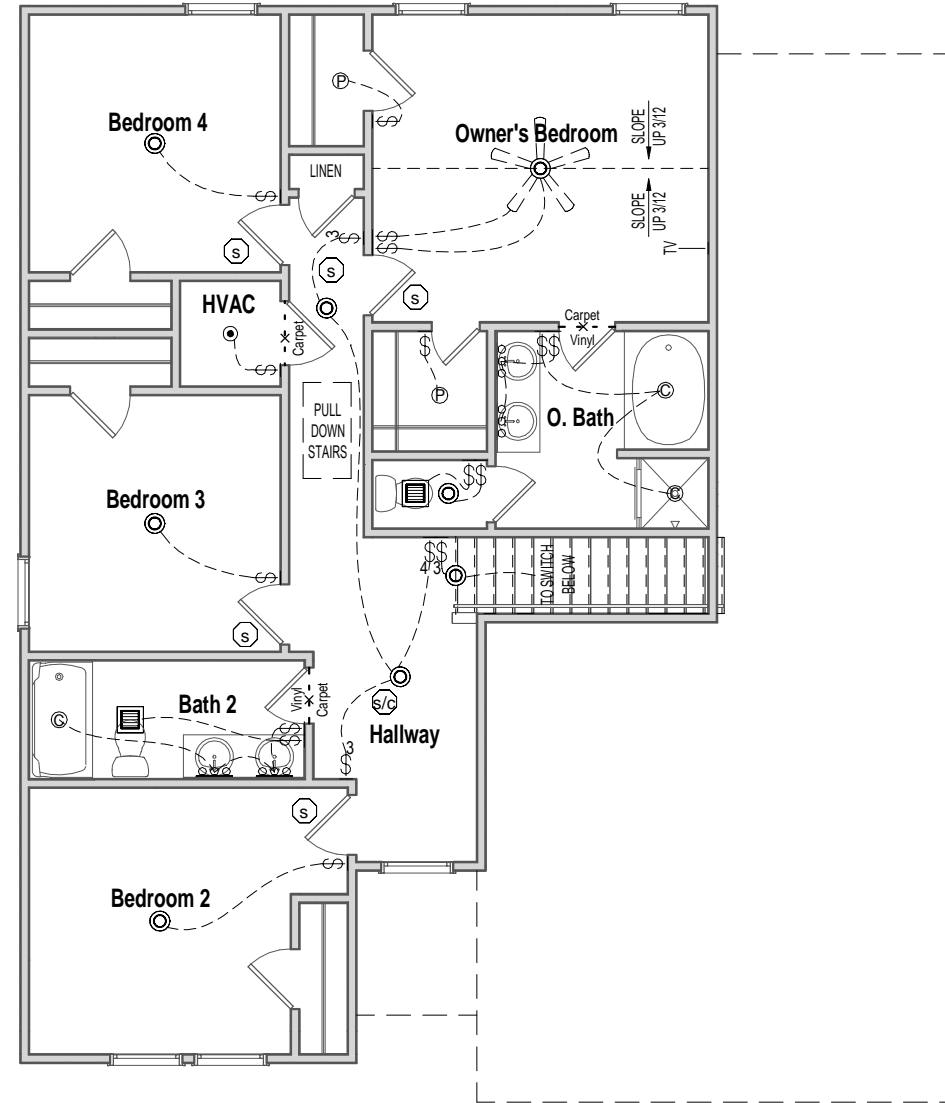 Bedroom 4
P
LINEN
Owner's Bedroom
SLOPE
UP 3/12
SLOPE
UP 3/12
TV
$
$
$
3
$
$$
$$
s
s
s
HVAC
Carpet
$
Carpet
Vinyl
$
P
$$
C
O. Bath
PULL
DOWN
STAIRS
$$
C
Bedroom 3
$
s
$$
4 3
TO SWITCH
BELOW
Vinyl
Carpet
Bath 2
C
$$
s/c
Hallway
3
$
s
$
Bedroom 2